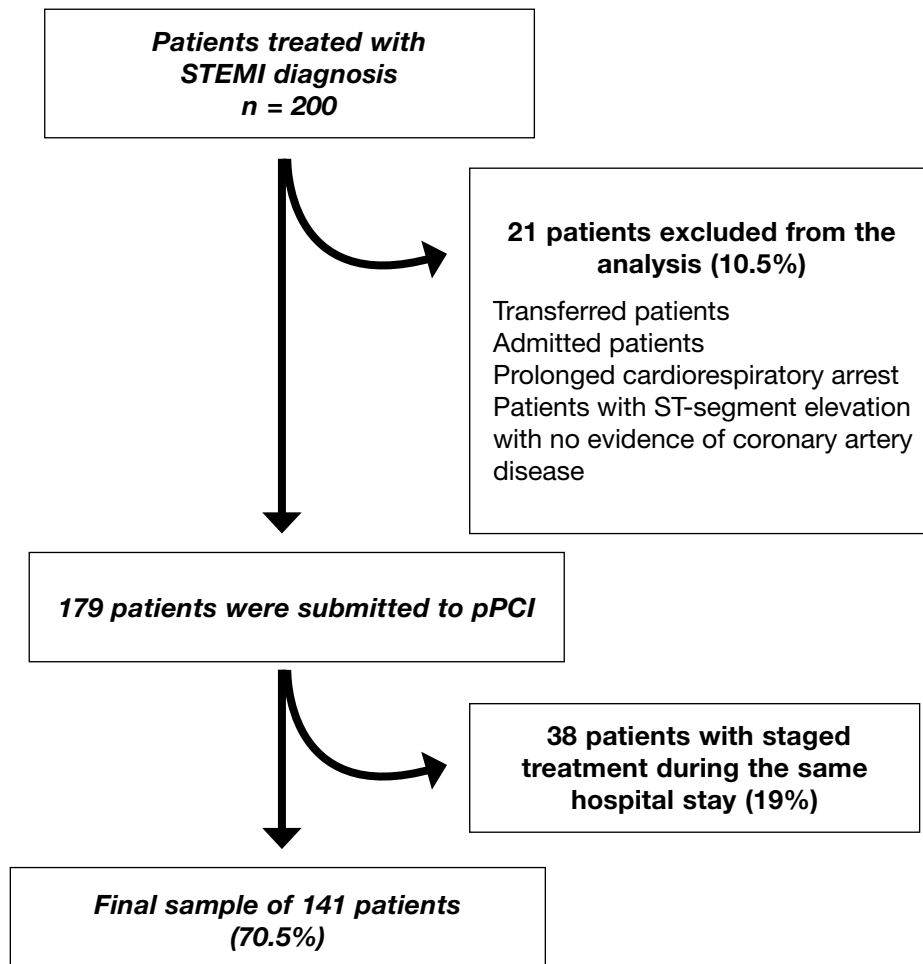 Patients treated with
STEMI diagnosis
n = 200
21 patients excluded from the
analysis (10.5%)
Transferred patients
Admitted patients
Prolonged cardiorespiratory arrest
Patients with ST-segment elevation
with no evidence of coronary artery
disease
179 patients were submitted to pPCI
38 patients with staged
treatment during the same
hospital stay (19%)
Final sample of 141 patients
(70.5%)